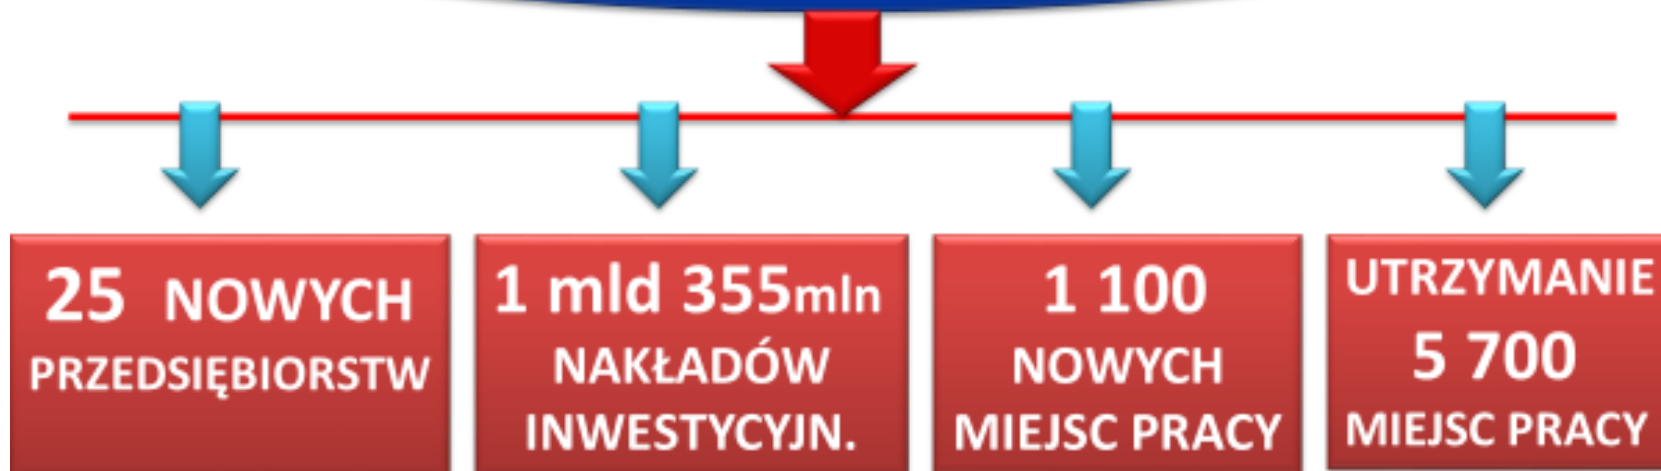 25 NOWYCH
PRZEDSIĘBIORSTW
1 mld 355mln
NAKŁADÓW
INWESTYCYJN.
1 100
NOWYCH
MIEJSC PRACY
UTRZYMANIE
5 700
MIEJSC PRACY